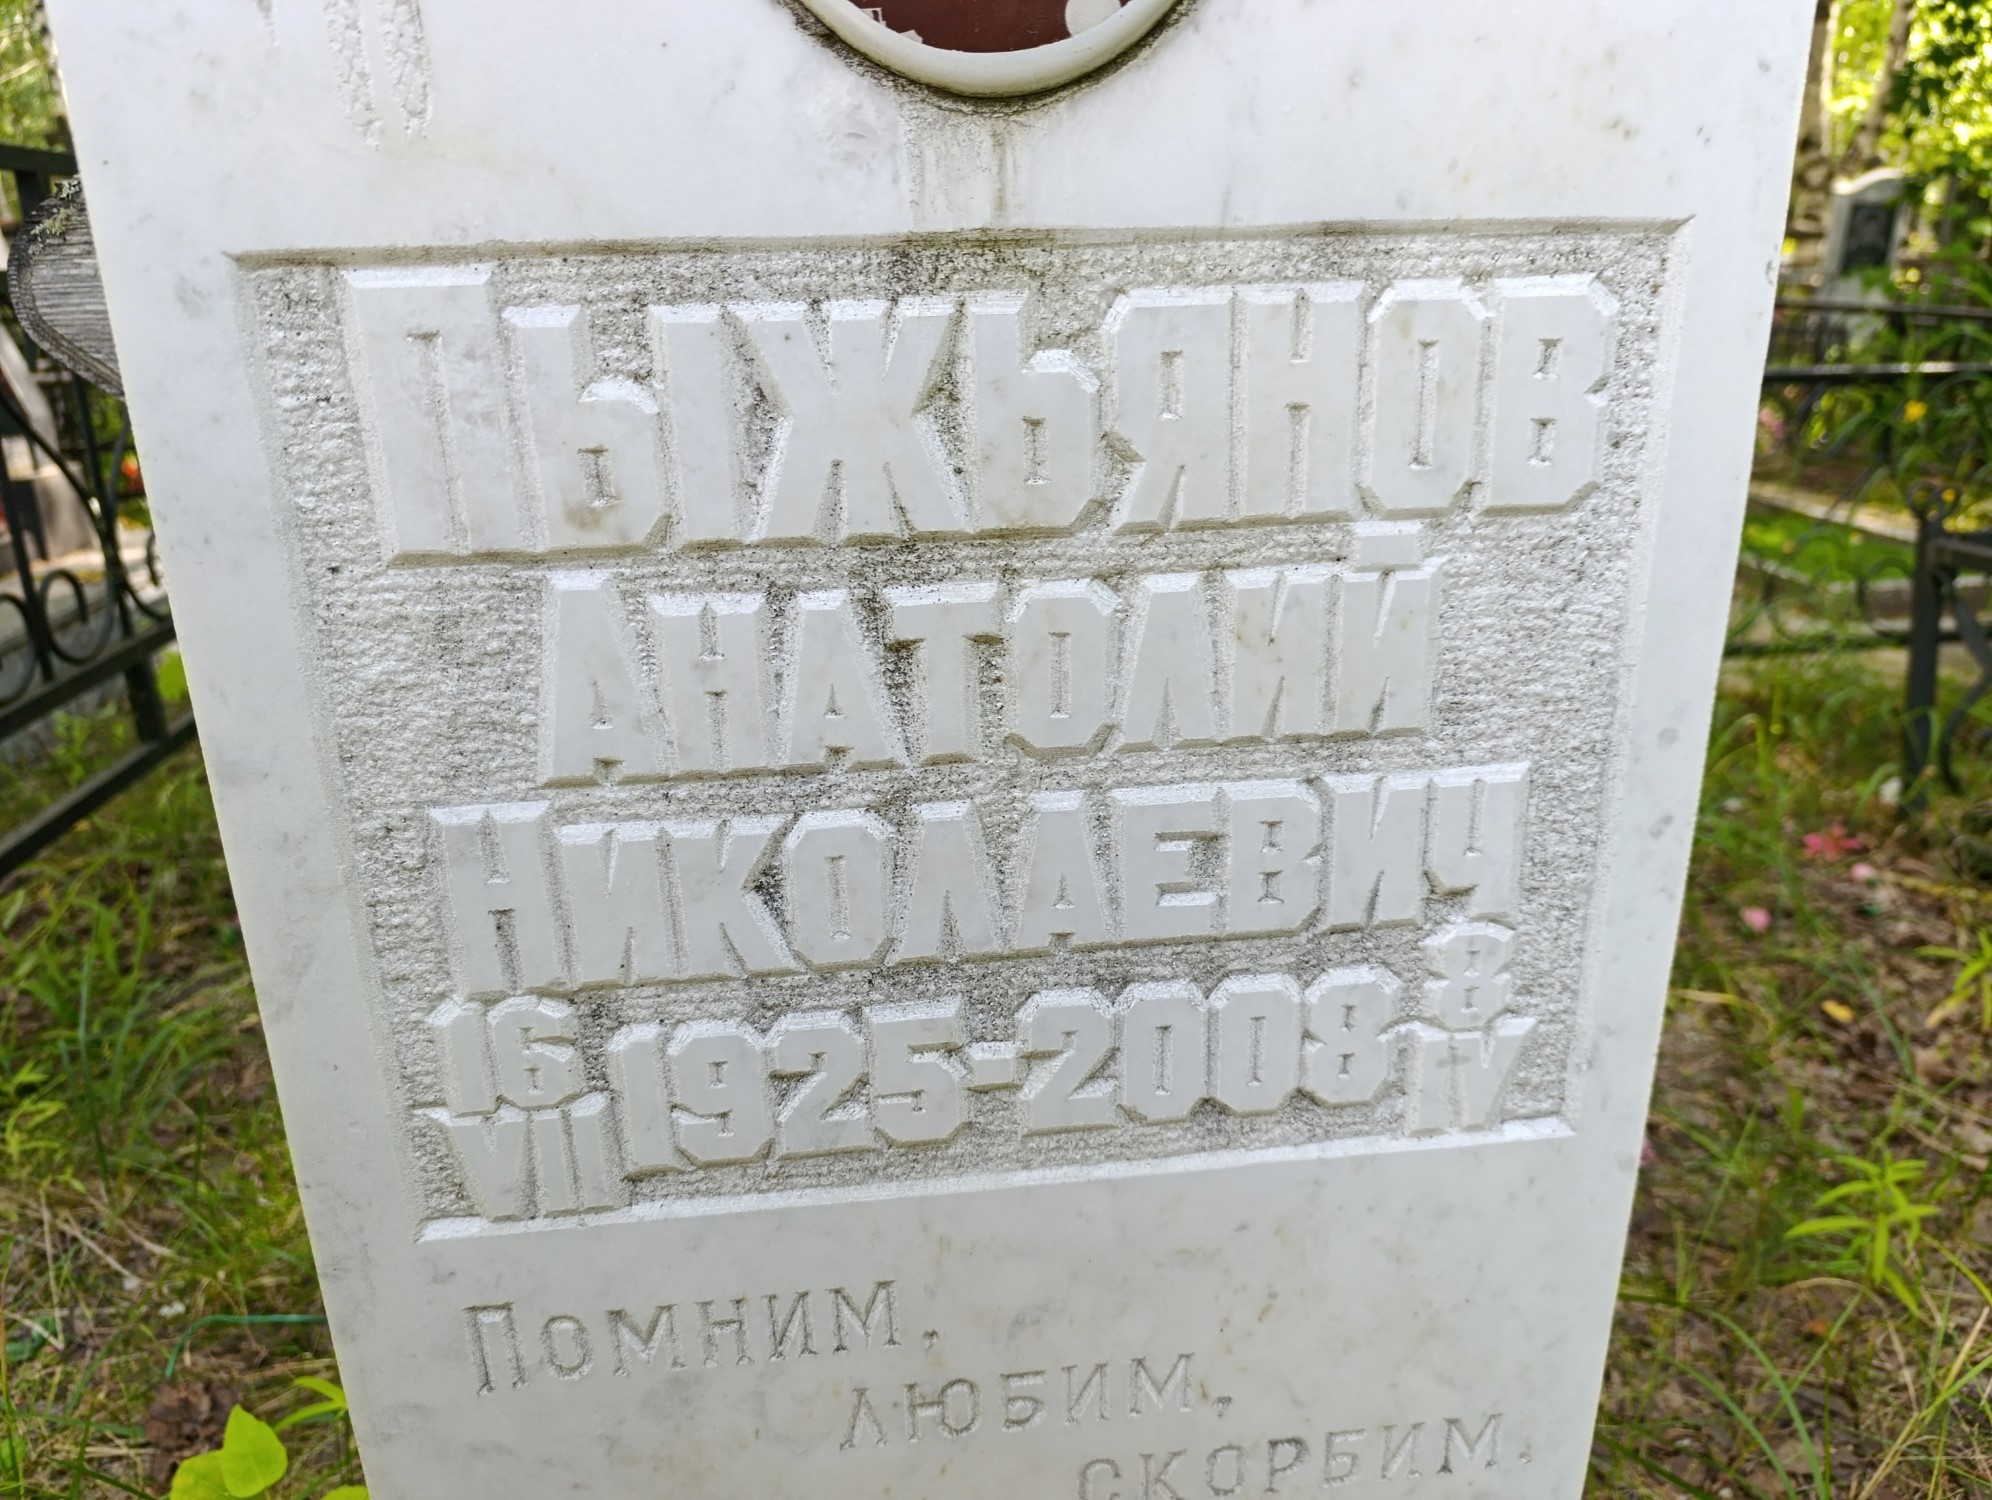 Пыжьянов
Анатолий
Николаевич
16 VII 1925-2008 8 IV
Помним,
любим,
скорбим.